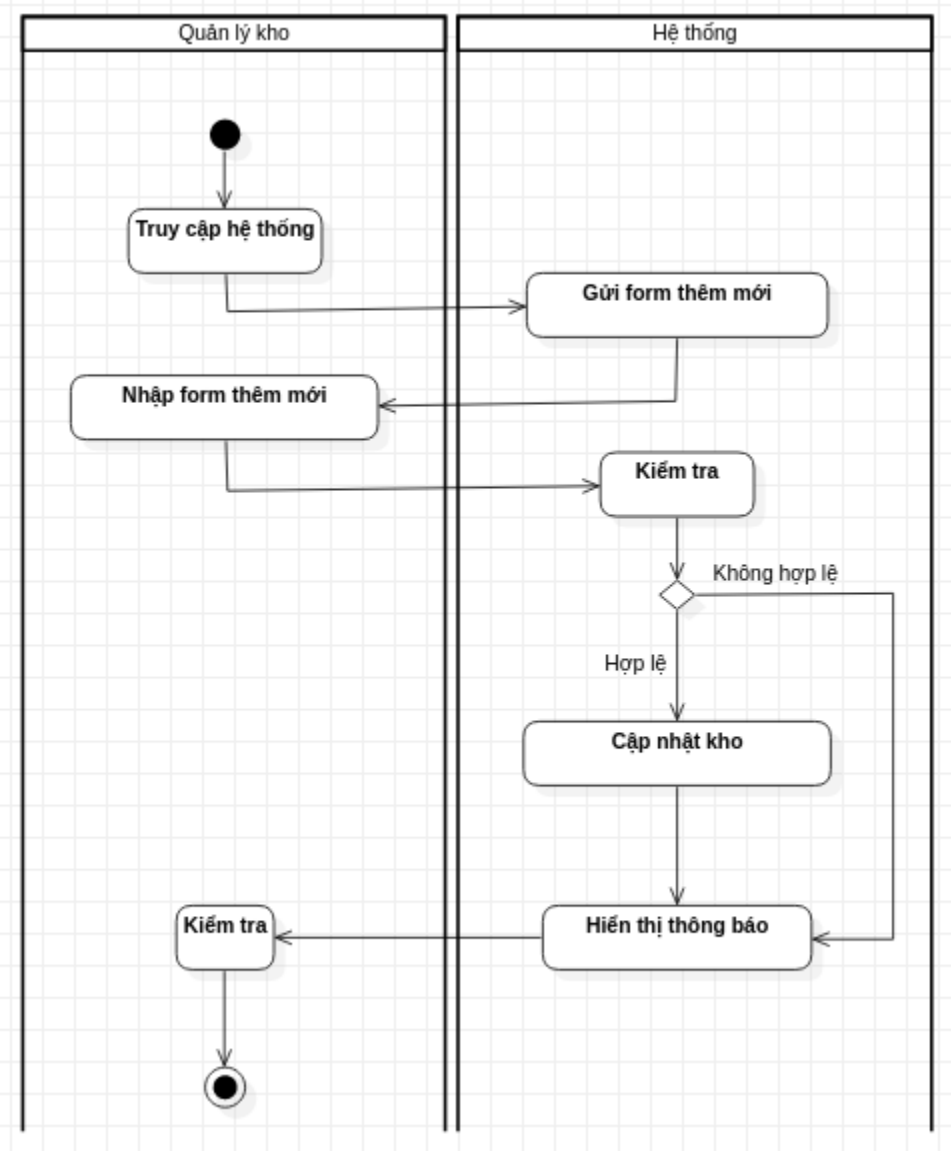 Quản lý kho
Hệ thống
Truy cập hệ thống
Gửi form thêm mới
Nhập form thêm mới
Kiểm tra
Không hợp lệ
Hợp lệ
Cập nhật kho
Kiểm tra
Hiển thị thông báo